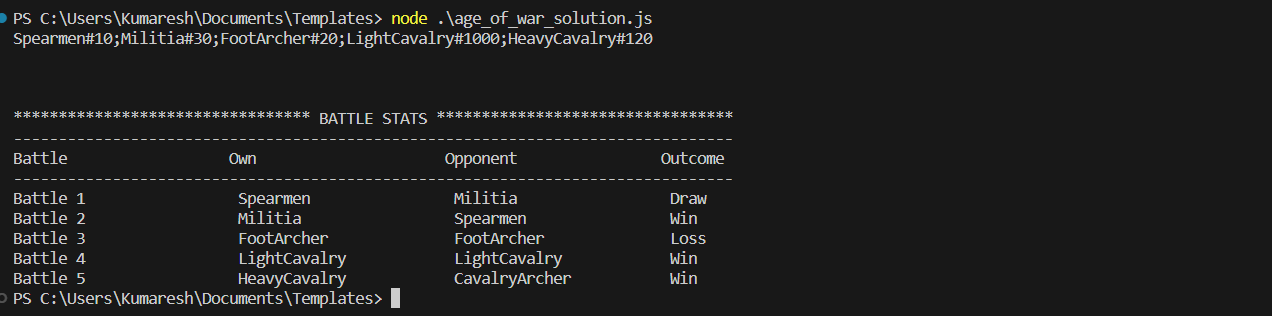 PS C:\Users\Kumaresh\Documents\Templates> node .\age_of_war_solution.js
Spearmen#10;Militia#30;FootArcher#20;LightCavalry#1000;HeavyCavalry#120
********************************* BATTLE STATS *********************************
--------------------------------------------------------------------------------
Battle                  Own                     Opponent                Outcome
--------------------------------------------------------------------------------
Battle 1                 Spearmen                Militia                 Draw
Battle 2                 Militia                 Spearmen                Win
Battle 3                 FootArcher              FootArcher              Loss
Battle 4                 LightCavalry            LightCavalry            Win
Battle 5                 HeavyCavalry            CavalryArcher           Win
PS C:\Users\Kumaresh\Documents\Templates>